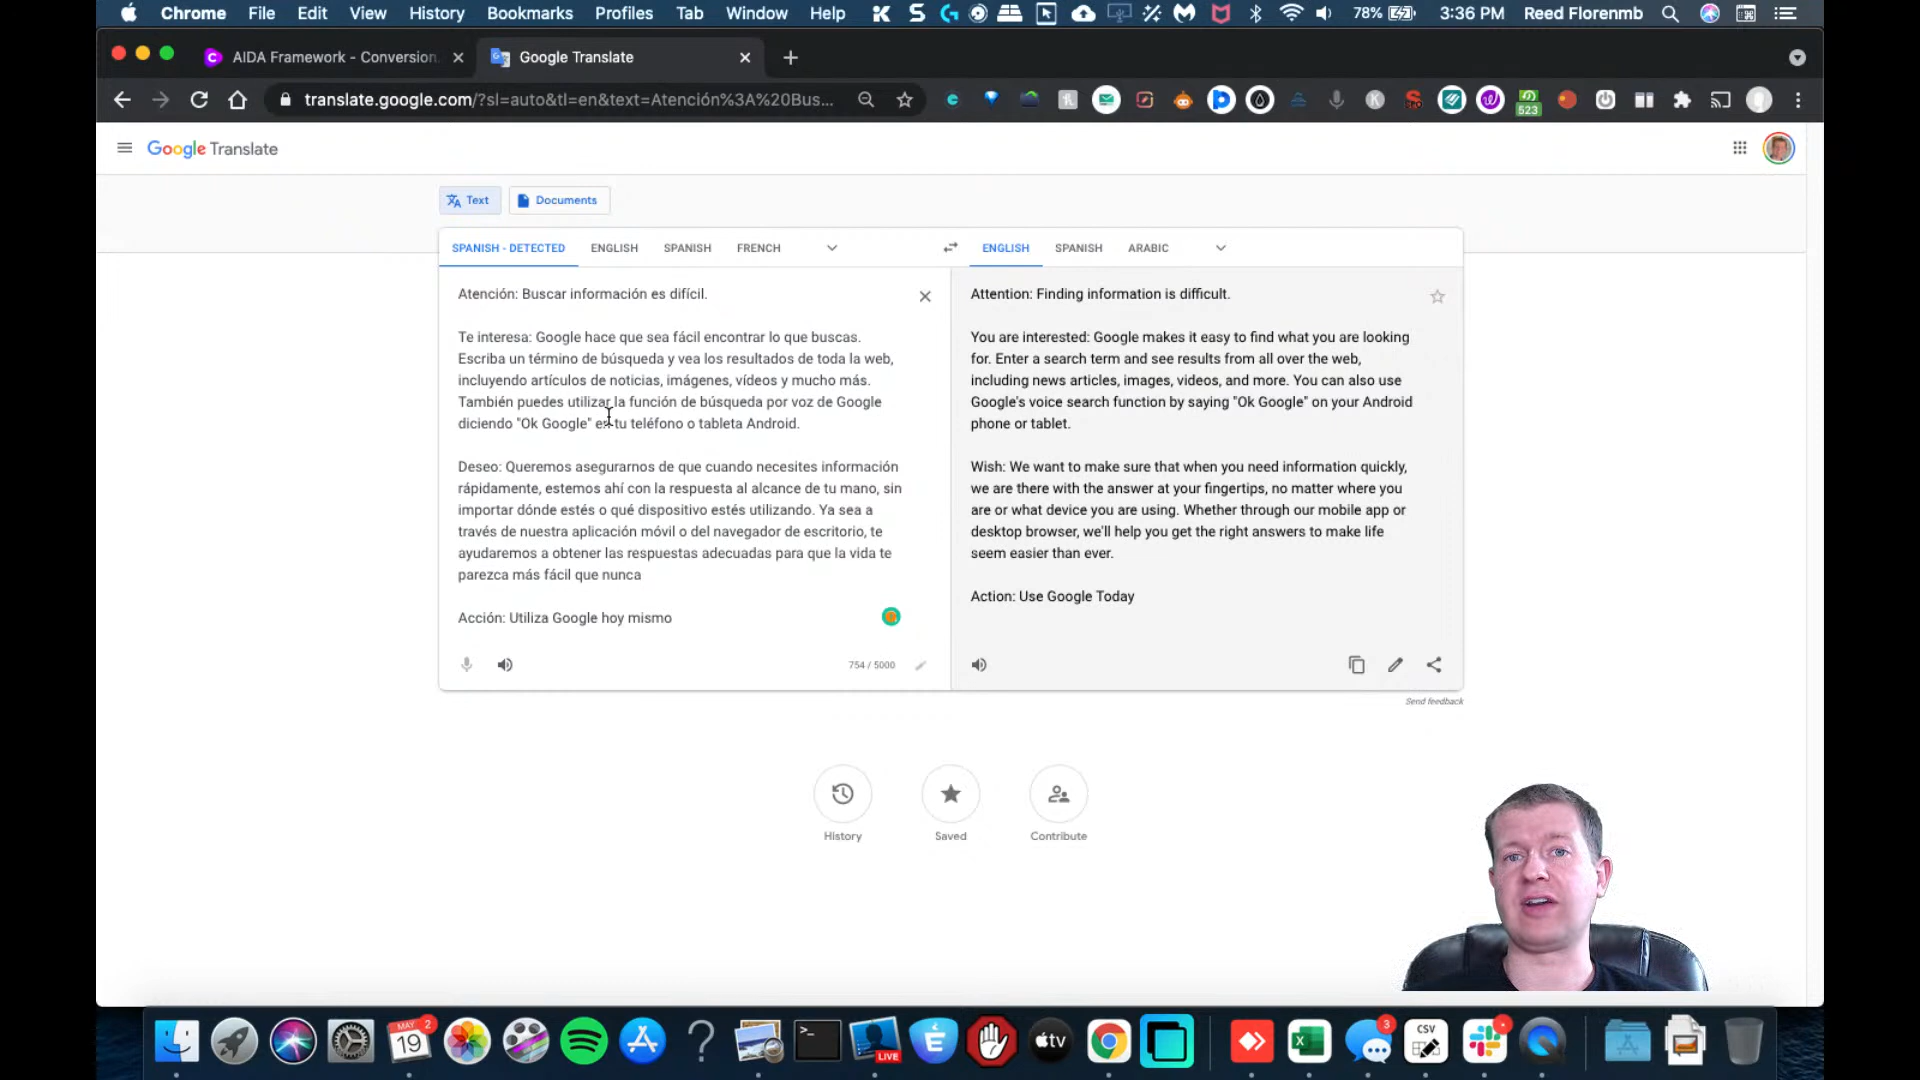 Chrome File Edit View History Bookmarks Profiles Tab Window Help 78% 3:36 PM Reed Florenmb
AIDA Framework - Conversion. Google Translate
translate.google.com/?sl=auto&tl=en&text=Atención%3A%20Bus...
523
Google Translate
Text Documents
SPANISH - DETECTED ENGLISH SPANISH FRENCH
ENGLISH SPANISH ARABIC
Atención: Buscar información es difícil.
Te interesa: Google hace que sea fácil encontrar lo que buscas.
Escriba un término de búsqueda y vea los resultados de toda la web,
incluyendo artículos de noticias, imágenes, vídeos y mucho más.
También puedes utilizar la función de búsqueda por voz de Google
diciendo "Ok Google" en tu teléfono o tableta Android.
Deseo: Queremos asegurarnos de que cuando necesites información
rápidamente, estemos ahí con la respuesta al alcance de tu mano, sin
importar dónde estés o qué dispositivo estés utilizando. Ya sea a
través de nuestra aplicación móvil o del navegador de escritorio, te
ayudaremos a obtener las respuestas adecuadas para que la vida te
parezca más fácil que nunca
Acción: Utiliza Google hoy mismo
754 / 5000
Attention: Finding information is difficult.
You are interested: Google makes it easy to find what you are looking
for. Enter a search term and see results from all over the web,
including news articles, images, videos, and more. You can also use
Google's voice search function by saying "Ok Google" on your Android
phone or tablet.
Wish: We want to make sure that when you need information quickly,
we are there with the answer at your fingertips, no matter where you
are or what device you are using. Whether through our mobile app or
desktop browser, we'll help you get the right answers to make life
seem easier than ever.
Action: Use Google Today
Send feedback
History Saved Contribute
MAY 2
19
LIVE
tv
3
CSV